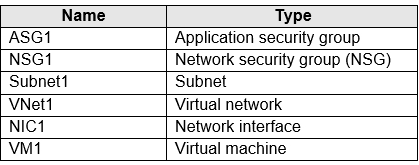 Name Type
ASG1 Application security group
NSG1 Network security group (NSG)
Subnet1 Subnet
VNet1 Virtual network
NIC1 Network interface
VM1 Virtual machine